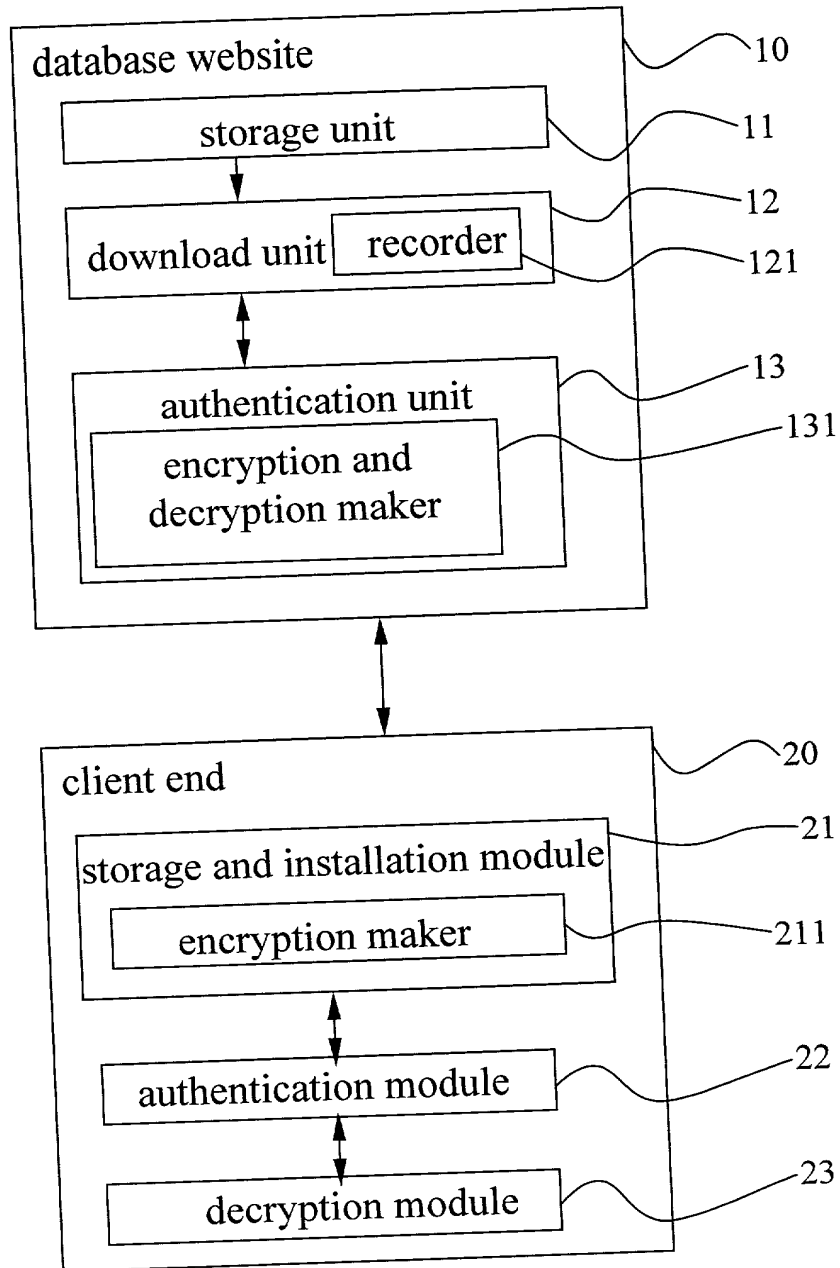 database website
10
storage unit
11
download unit
recorder
12
121
authentication unit
13
encryption and
decryption maker
131
client end
20
storage and installation module
21
encryption maker
211
authentication module
22
decryption module
23